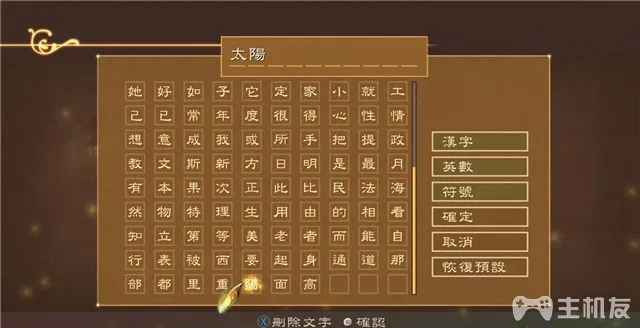 太陽
她 好 如 子 它 定 家 小 就 工
己 已 常 年 度 很 得 心 性 情
想 意 成 我 或 所 手 把 提 政
教 文 斯 新 方 日 明 是 最 月
有 本 果 次 正 此 比 民 法 海
然 物 特 理 生 用 由 的 相 看
知 立 第 等 美 老 者 而 能 自
行 表 被 西 要 起 身 通 道 那
部 都 里 重 陽 面 高
漢字
英數
符號
確定
取消
恢復預設
X 刪除文字 確認
主机友